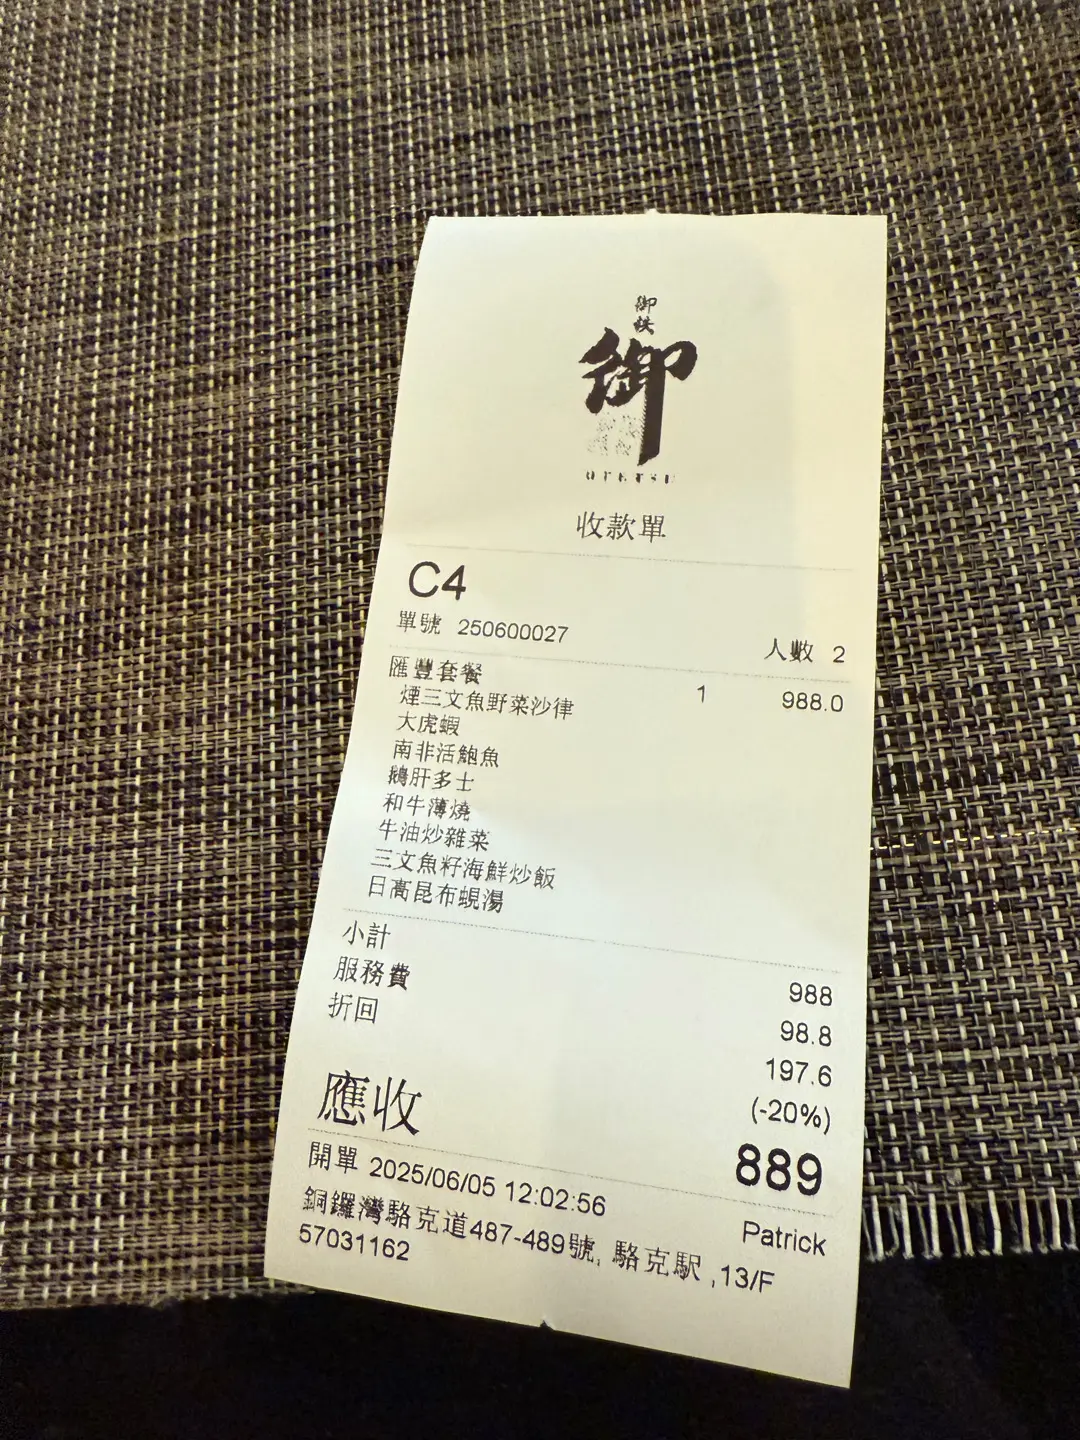 御鉄
御
収款單
C4
單號 250600027 人數 2
匯豐套餐 1 988.0
煙三文魚野菜沙律
大虎蝦
南非活鮑魚
鵝肝多士
和牛薄燒
牛油炒雜菜
三文魚籽海鮮炒飯
日高昆布蜆湯
小計 988
服務費 98.8
折回 197.6
(-20%)
應收 889
開單 2025/06/05 12:02:56 Patrick
銅鑼灣駱克道487-489號, 駱克駅 ,13/F
57031162